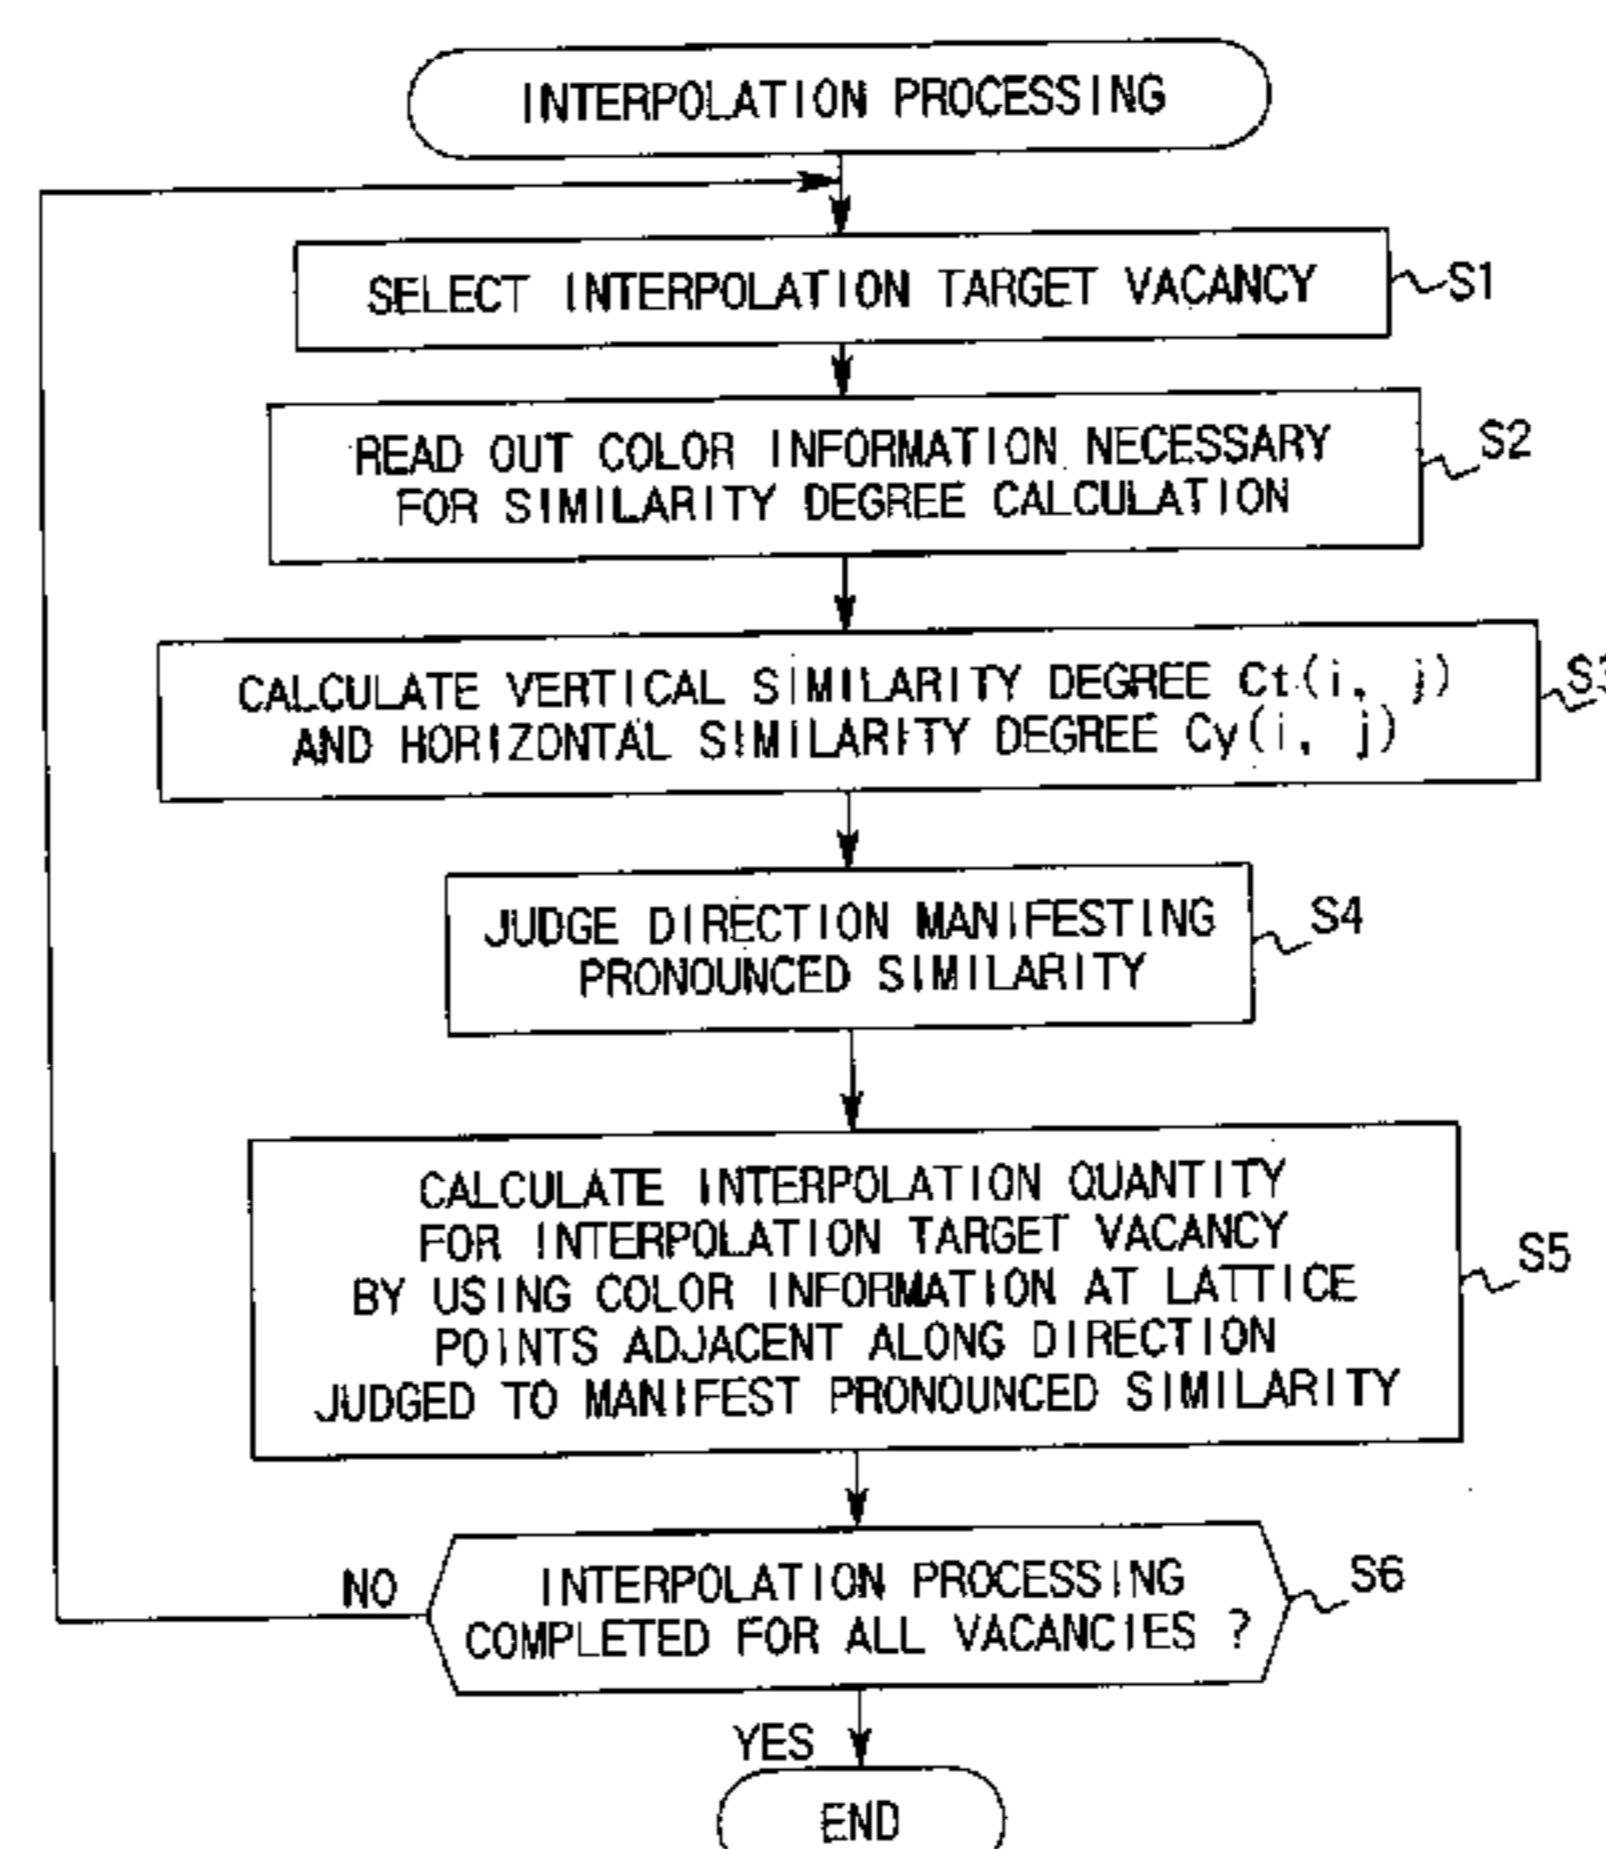 INTERPOLATION PROCESSING
SELECT INTERPOLATION TARGET VACANCY
S1
READ OUT COLOR INFORMATION NECESSARY
FOR SIMILARITY DEGREE CALCULATION
S2
CALCULATE VERTICAL SIMILARITY DEGREE Ct(i, j)
AND HORIZONTAL SIMILARITY DEGREE Cy(i, j)
S3
JUDGE DIRECTION MANIFESTING
PRONOUNCED SIMILARITY
S4
CALCULATE INTERPOLATION QUANTITY
FOR INTERPOLATION TARGET VACANCY
BY USING COLOR INFORMATION AT LATTICE
POINTS ADJACENT ALONG DIRECTION
JUDGED TO MANIFEST PRONOUNCED SIMILARITY
S5
NO
INTERPOLATION PROCESSING
COMPLETED FOR ALL VACANCIES ?
S6
YES
END